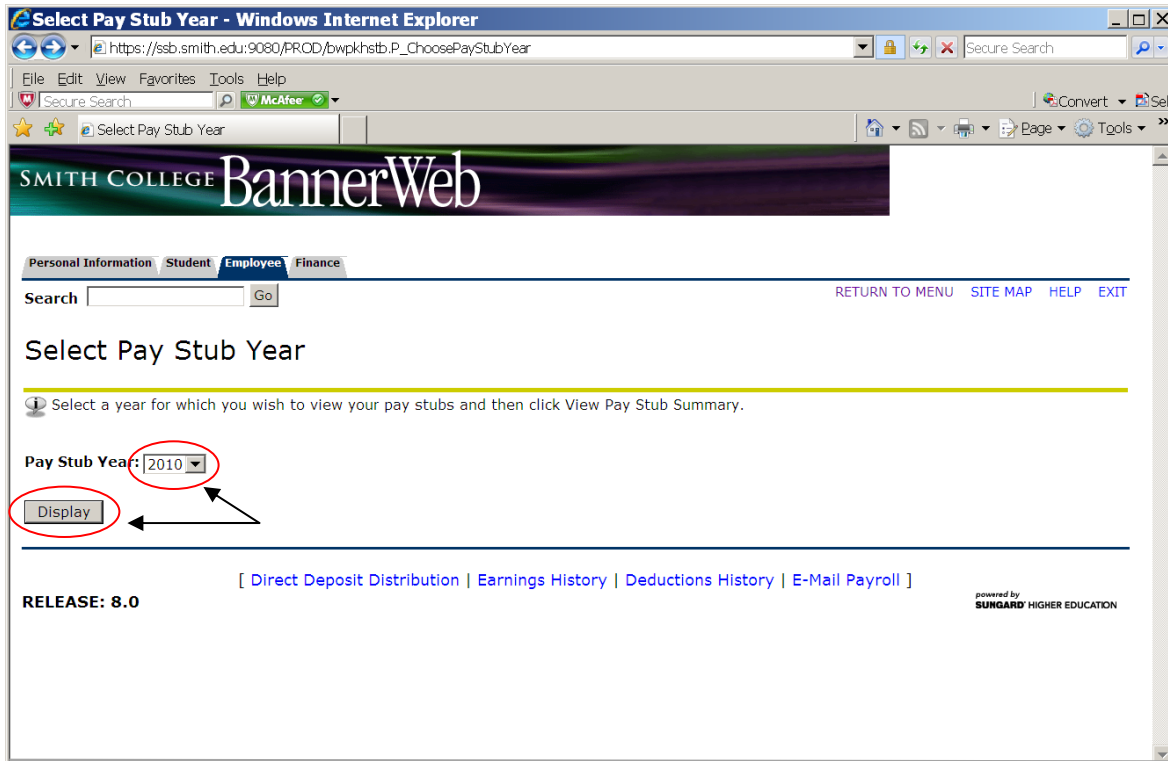 Select Pay Stub Year - Windows Internet Explorer
https://ssb.smith.edu:9080/PROD/bwpkhstb.P_ChoosePayStubYear
Secure Search
File Edit View Favorites Tools Help
Secure Search McAfee
Convert Sel
Select Pay Stub Year
Page Tools »
SMITH COLLEGE BannerWeb
Personal Information Student Employee Finance
Search Go RETURN TO MENU SITE MAP HELP EXIT
Select Pay Stub Year
Select a year for which you wish to view your pay stubs and then click View Pay Stub Summary.
Pay Stub Year: 2010
Display
[ Direct Deposit Distribution | Earnings History | Deductions History | E-Mail Payroll ]
RELEASE: 8.0
powered by
SUNGARD' HIGHER EDUCATION